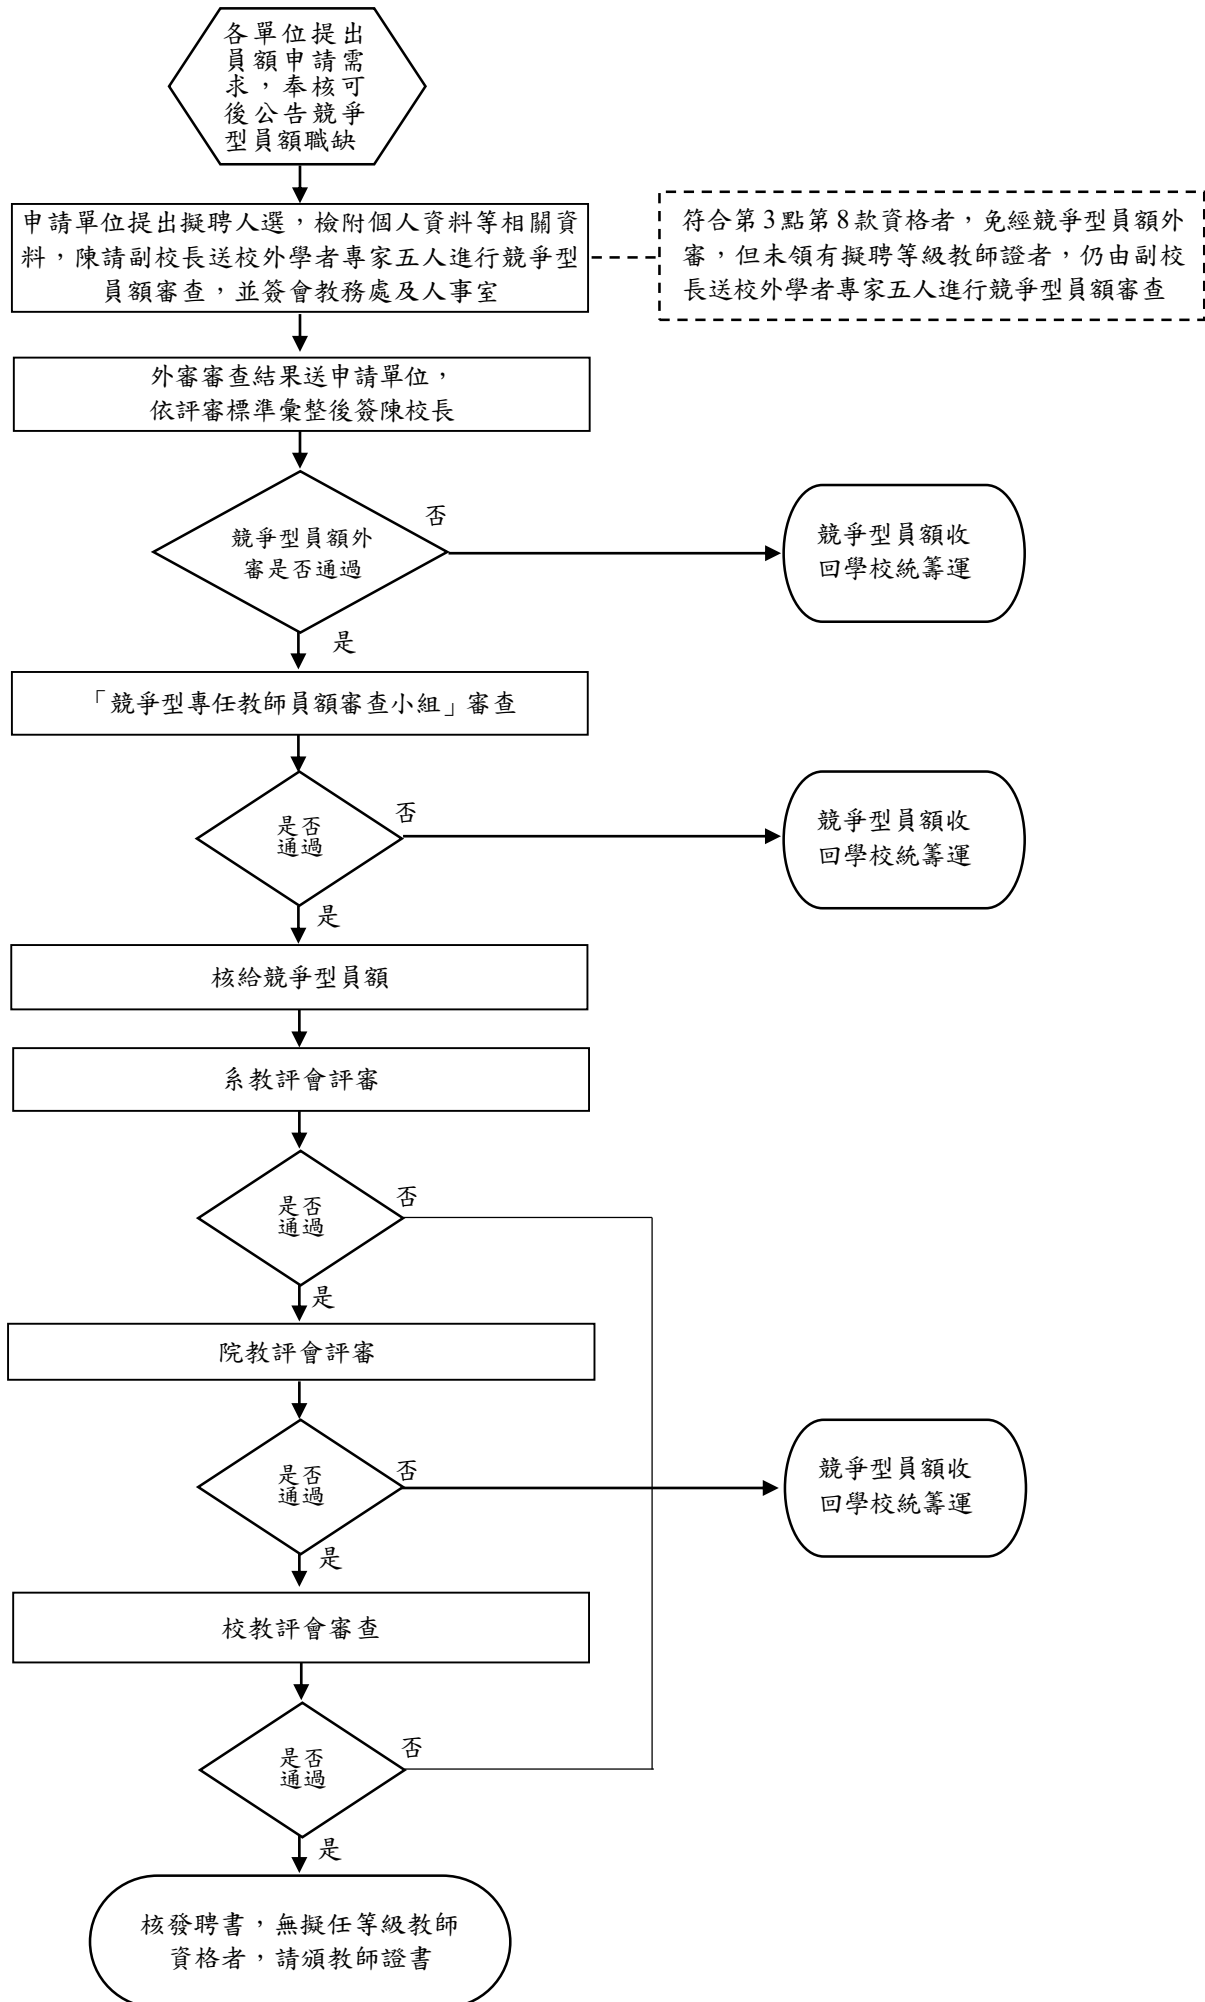 各單位提出
員額申請需
求，奉核可
後公告競爭
型員額職缺
申請單位提出擬聘人選，檢附個人資料等相關資
料，陳請副校長送校外學者專家五人進行競爭型
員額審查，並簽會教務處及人事室
符合第3點第8款資格者，免經競爭型員額外
審，但未領有擬聘等級教師證者，仍由副校
長送校外學者專家五人進行競爭型員額審查
外審審查結果送申請單位，
依評審標準彙整後簽陳校長
競爭型員額外
審是否通過
否
競爭型員額收
回學校統籌運
是
「競爭型專任教師員額審查小組」審查
是否
通過
否
競爭型員額收
回學校統籌運
是
核給競爭型員額
系教評會評審
是否
通過
否
是
院教評會評審
是否
通過
否
競爭型員額收
回學校統籌運
是
校教評會審查
是否
通過
否
是
核發聘書，無擬任等級教師
資格者，請頒教師證書